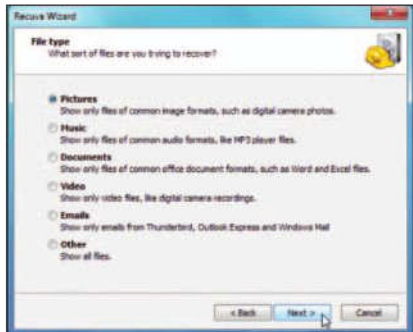 Recuva Wizard
File type
What sort of files are you trying to recover?
Pictures
Show only files of common image formats, such as digital camera photos.
Music
Show only files of common audio formats, like MP3 player files.
Documents
Show only files of common office document formats, such as Word and Excel files.
Video
Show only video files, like digital camera recordings.
Emails
Show only emails from Thunderbird, Outlook Express and Windows Mail
Other
Show all files.
< Back Next > Cancel